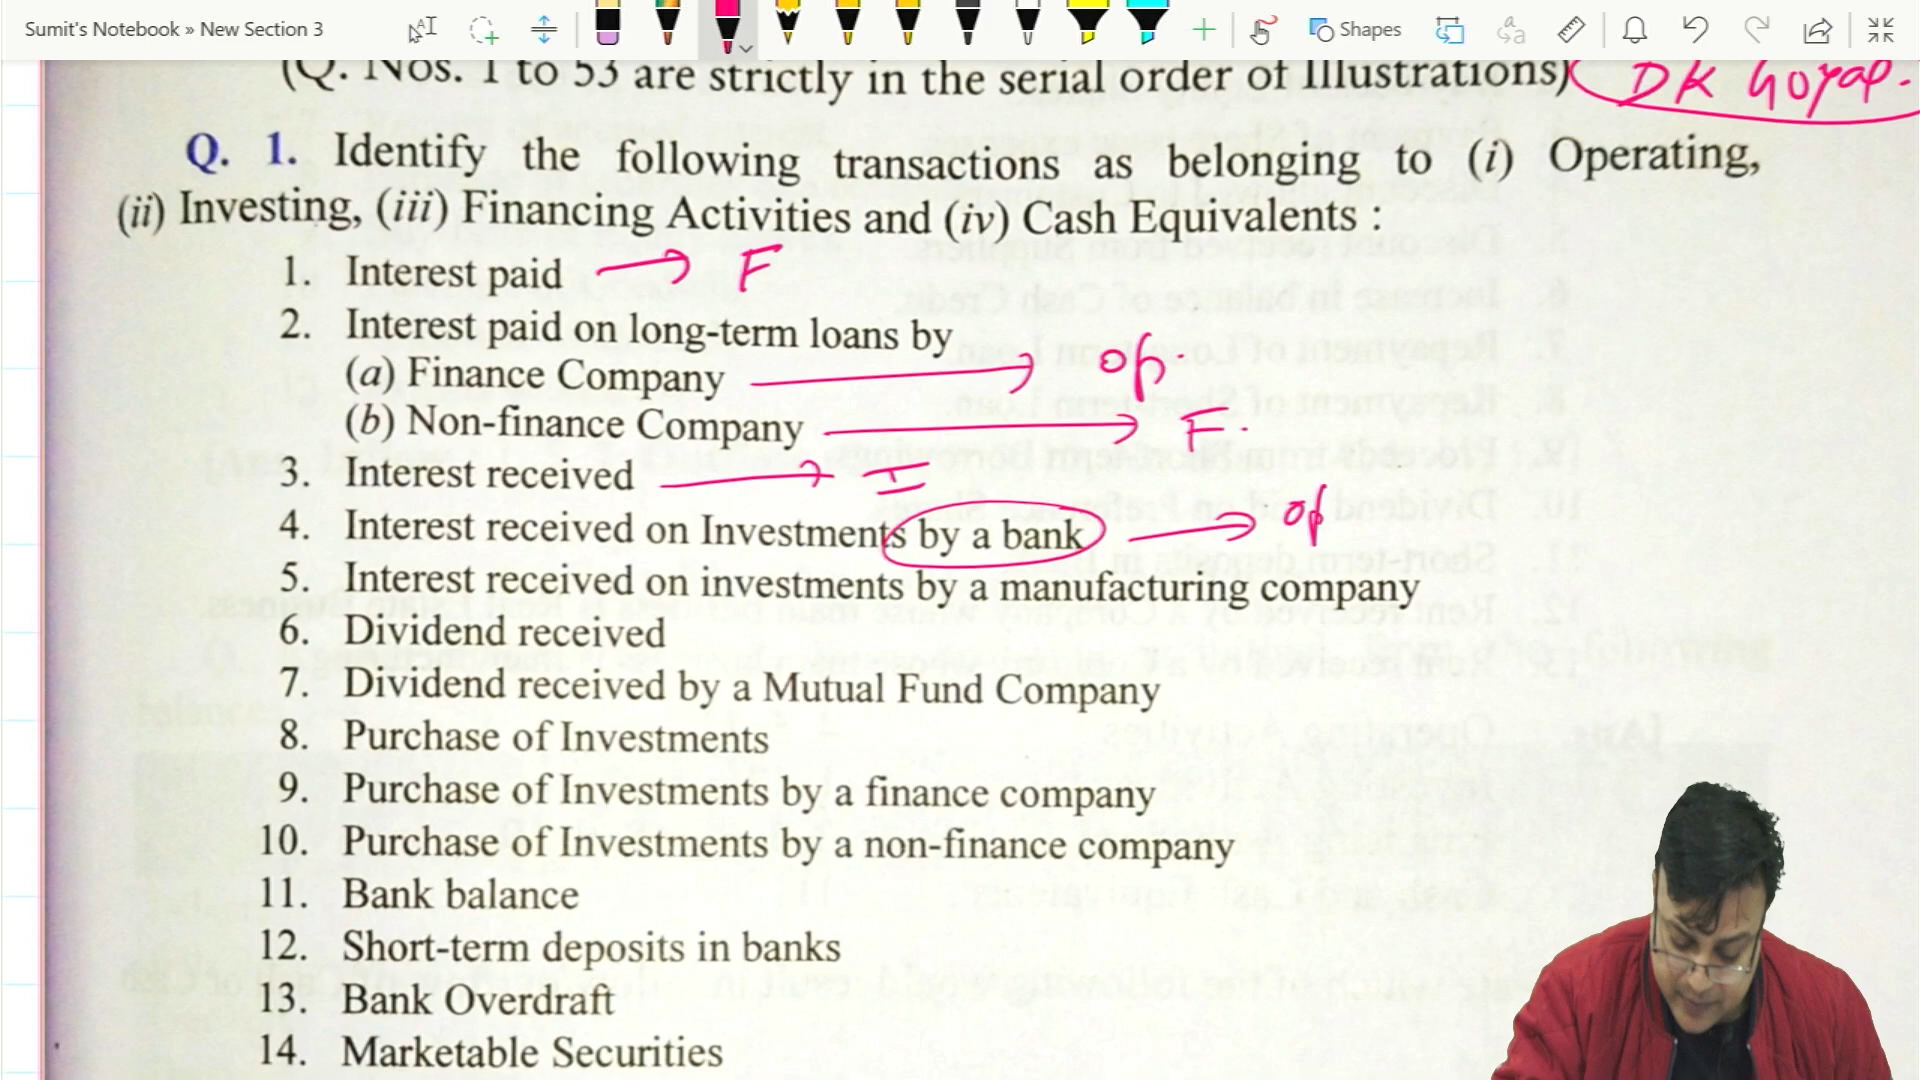 Sumit's Notebook » New Section 3
Shapes
(Q. Nos. 1 to 53 are strictly in the serial order of Illustrations) DK Goyal.
Q. 1. Identify the following transactions as belonging to (i) Operating,
(ii) Investing, (iii) Financing Activities and (iv) Cash Equivalents :
1. Interest paid → F
2. Interest paid on long-term loans by
(a) Finance Company → op.
(b) Non-finance Company → F.
3. Interest received → I
4. Interest received on Investments by a bank → op
5. Interest received on investments by a manufacturing company
6. Dividend received
7. Dividend received by a Mutual Fund Company
8. Purchase of Investments
9. Purchase of Investments by a finance company
10. Purchase of Investments by a non-finance company
11. Bank balance
12. Short-term deposits in banks
13. Bank Overdraft
14. Marketable Securities